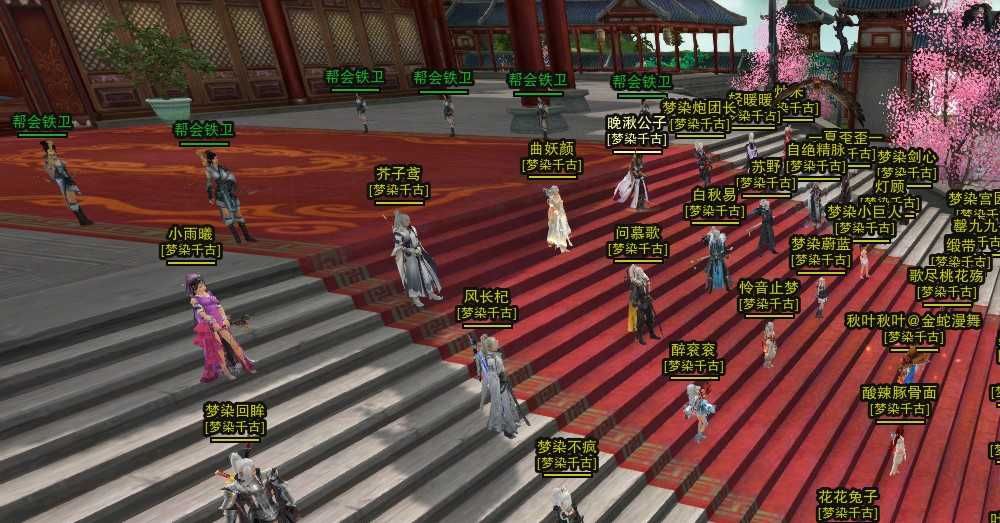 帮会铁卫
帮会铁卫
帮会铁卫
帮会铁卫
帮会铁卫
帮会铁卫
梦染炮团长
[梦染千古]
晚湫公子
[梦染千古]
曲妖颜
[梦染千古]
芥子鸢
[梦染千古]
自绝精脉
[梦染千古]
苏野
[梦染千古]
梦染剑心
[梦染千古]
灯顾
白秋易
[梦染千古]
梦染小巨人
[梦染千古]
小雨曦
[梦染千古]
问慕歌
[梦染千古]
梦染蔚蓝
[梦染千古]
缎带
歌尽桃花殇
[梦染千古]
风长杞
[梦染千古]
怜音止梦
[梦染千古]
秋叶秋叶@金蛇漫舞
[梦染千古]
醉衮衮
[梦染千古]
酸辣豚骨面
[梦染千古]
梦染回眸
[梦染千古]
梦染不疯
[梦染千古]
花花兔子
[梦染千古]